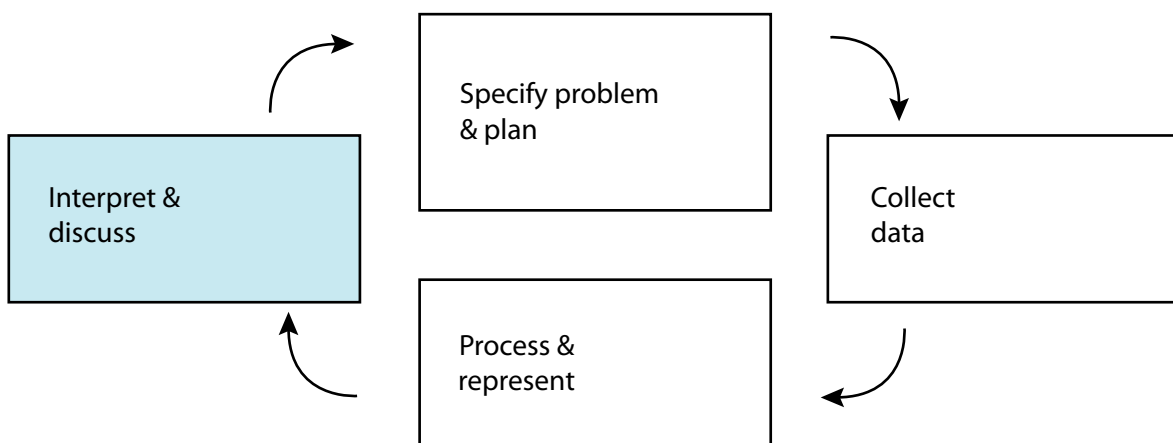 Specify problem
& plan
Interpret &
discuss
Collect
data
Process &
represent